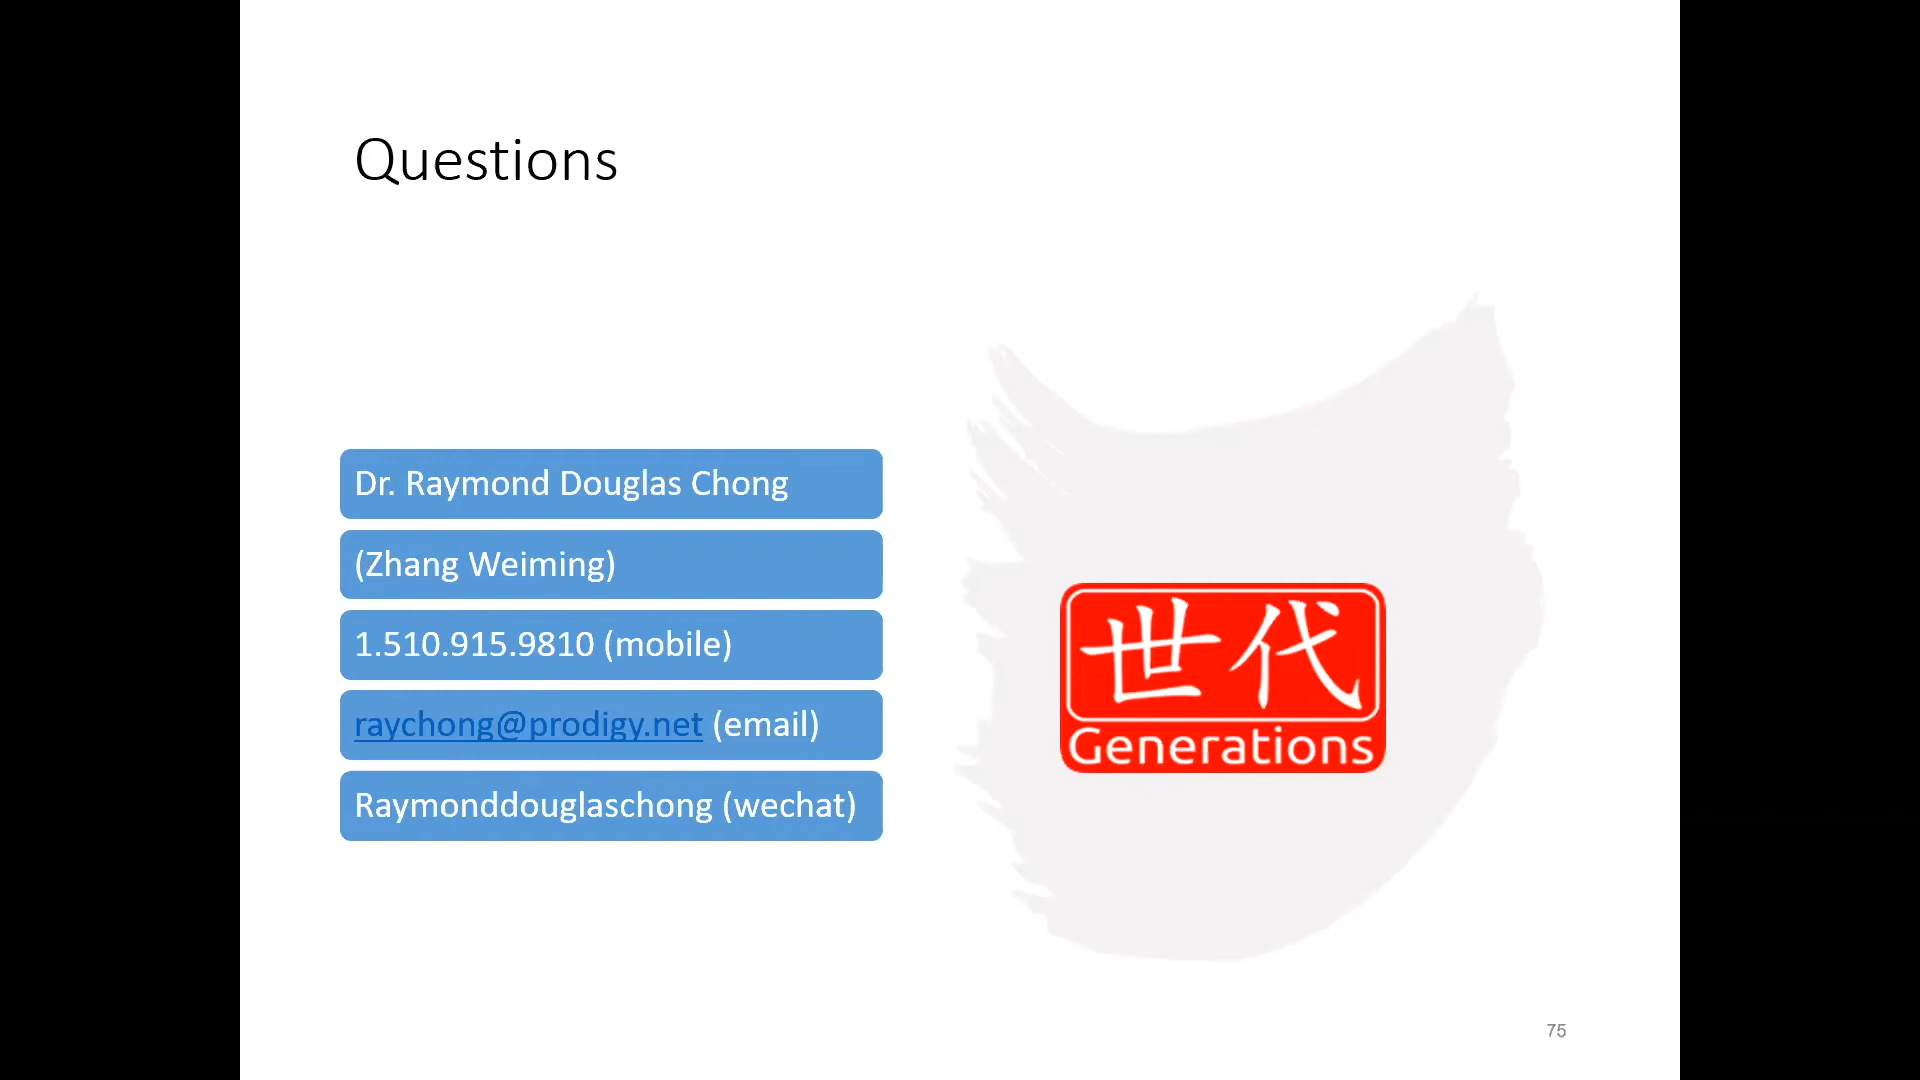 Questions
Dr. Raymond Douglas Chong
(Zhang Weiming)
1.510.915.9810 (mobile)
raychong@prodigy.net (email)
Raymonddouglaschong (wechat)
世代
Generations
75